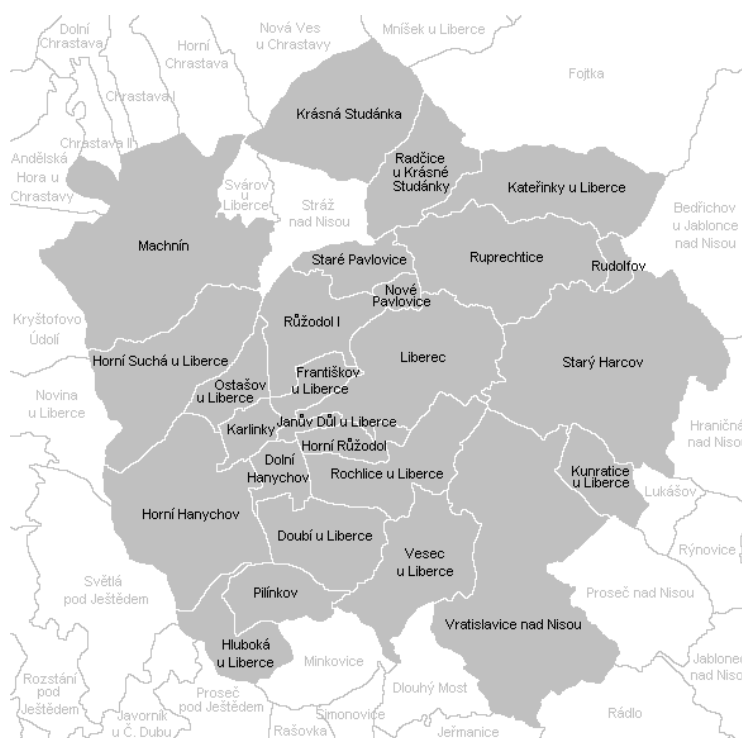 Dolní
Chrastava
Nová Ves
u Chrastavy
Mníšek u Liberce
Horní
Chrastava
Fojtka
Chrastava I
Krásná Studánka
Chrastava II
Andělská
Hora u
Chrastavy
Radčice
u Krásné
Studánky
Svárov
u
Liberce
Kateřinky u Liberce
Stráž
nad Nisou
Bedřichov
u Jablonce
nad Nisou
Machnín
Staré Pavlovice
Ruprechtice
Rudolfov
Nové
Pavlovice
Kryštofovo
Údolí
Růžodol I
Horní Suchá u Liberce
Liberec
Starý Harcov
Františkov
u Liberce
Ostašov
u Liberce
Novina
u Liberce
Janův Důl u Liberce
Karlinky
Hraničná
nad Nisou
Horní Růžodol
Dolní
Hanychov
Rochlice u Liberce
Kunratice
u Liberce
Lukášov
Horní Hanychov
Doubí u Liberce
Vesec
u Liberce
Rýnovice
Světlá
pod Ještědem
Pilínkov
Proseč nad Nisou
Vratislavice nad Nisou
Hluboká
u Liberce
Minkovice
Jablonec
nad Niso
Rozstání
pod
Ještědem
Proseč
pod Ještědem
Dlouhý Most
Javorník
u Č. Dubu
Šimonovice
Rádlo
Rašovka
Jeřmanice